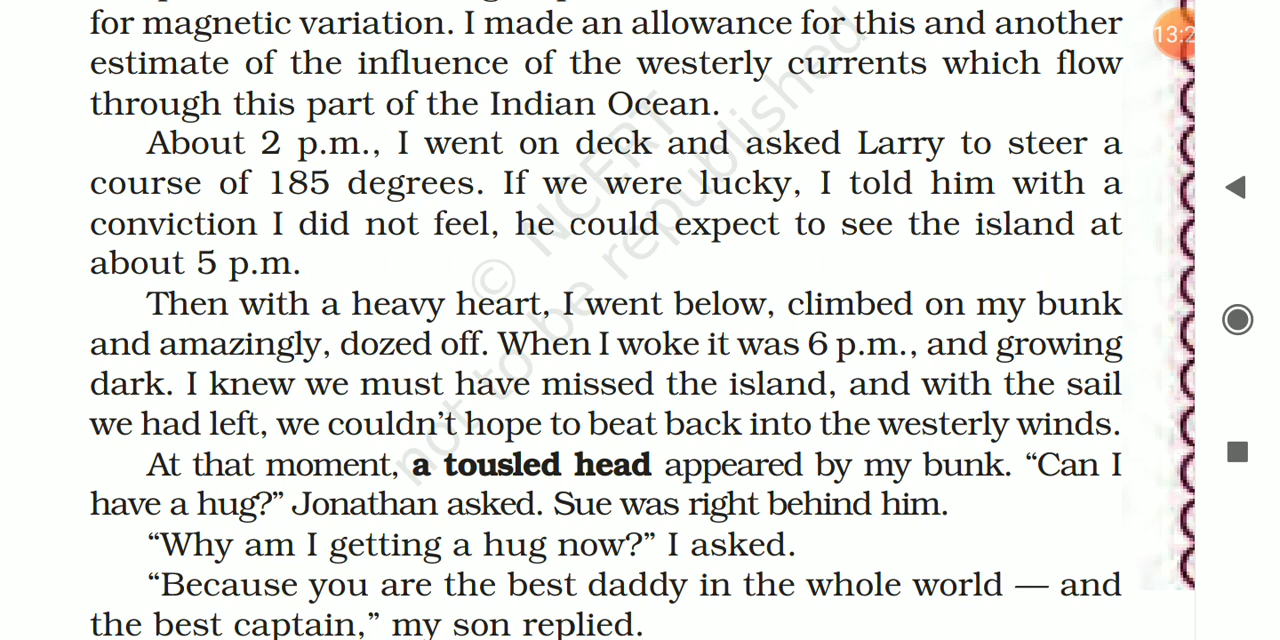 for magnetic variation. I made an allowance for this and another
13:2
estimate of the influence of the westerly currents which flow
through this part of the Indian Ocean.
About 2 p.m., I went on deck and asked Larry to steer a
course of 185 degrees. If we were lucky, I told him with a
conviction I did not feel, he could expect to see the island at
about 5 p.m.
Then with a heavy heart, I went below, climbed on my bunk
and amazingly, dozed off. When I woke it was 6 p.m., and growing
dark. I knew we must have missed the island, and with the sail
we had left, we couldn’t hope to beat back into the westerly winds.
At that moment, a tousled head appeared by my bunk. “Can I
have a hug?” Jonathan asked. Sue was right behind him.
“Why am I getting a hug now?” I asked.
“Because you are the best daddy in the whole world — and
the best captain,” my son replied.
© NCERT
not to be republished